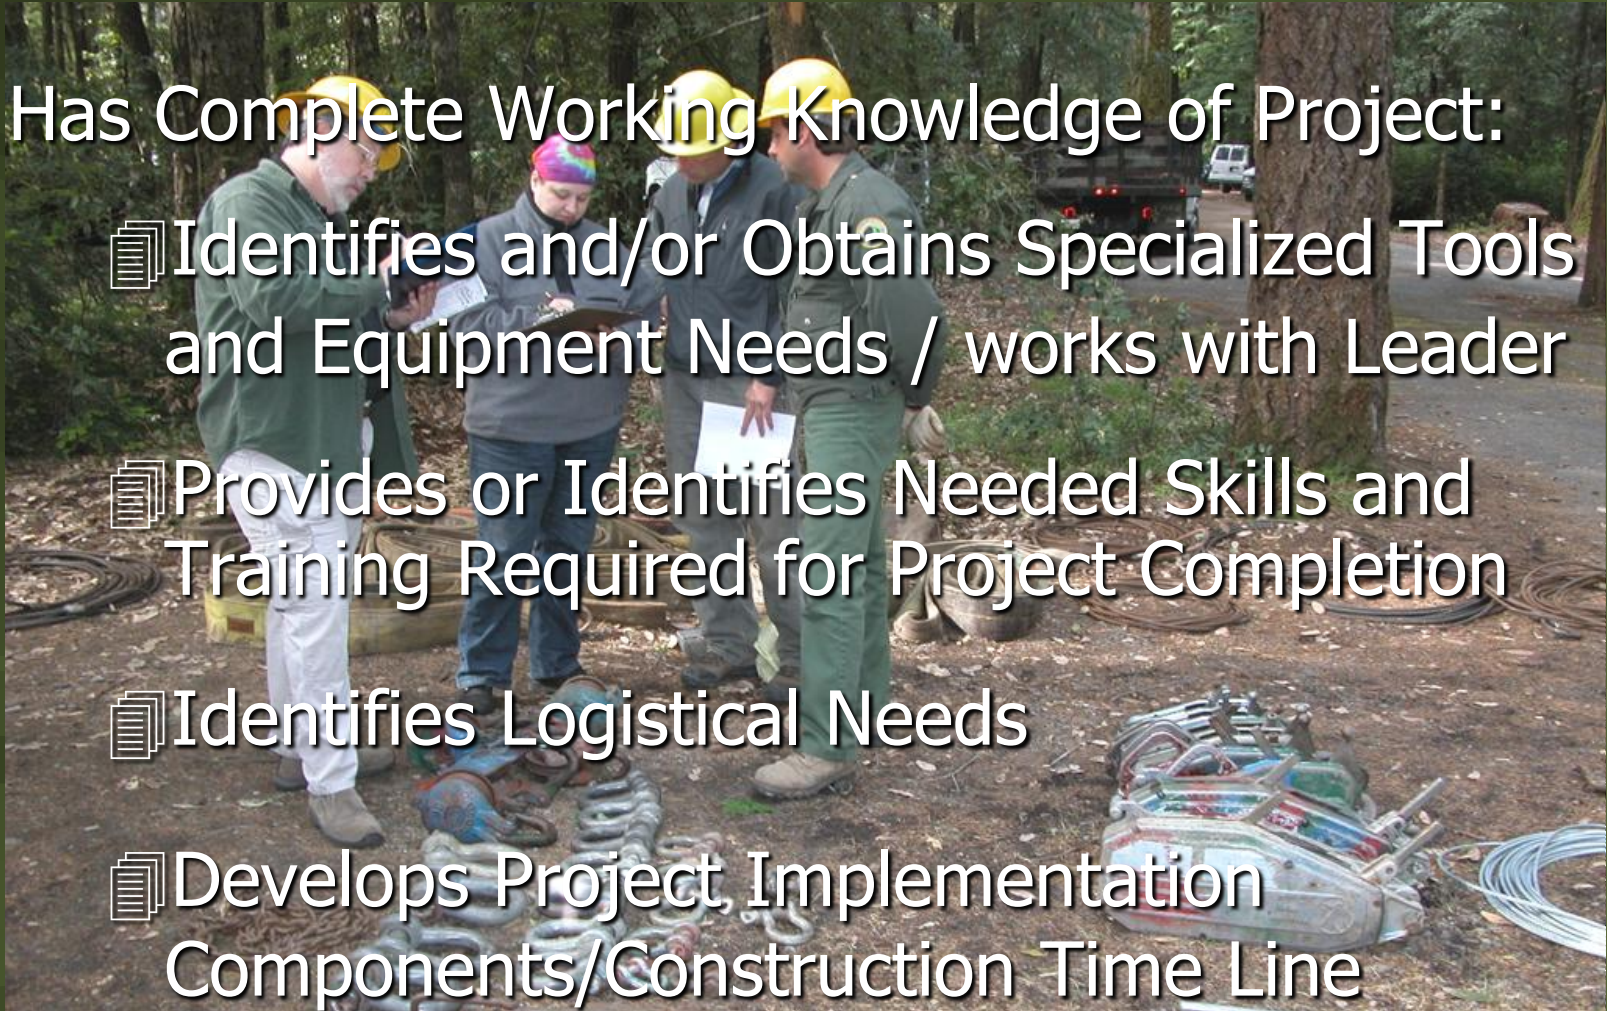 Has Complete Working Knowledge of Project:
Identifies and/or Obtains Specialized Tools
and Equipment Needs / works with Leader
Provides or Identifies Needed Skills and
Training Required for Project Completion
Identifies Logistical Needs
Develops Project Implementation
Components/Construction Time Line